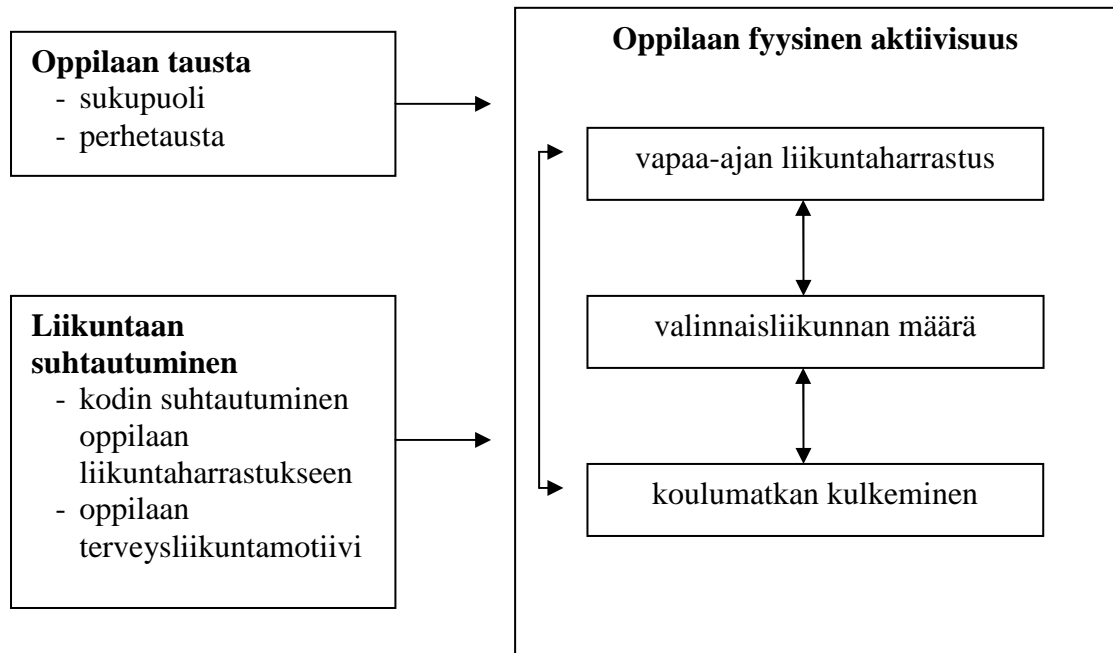 Oppilaan tausta
- sukupuoli
- perhetausta
Liikuntaan
suhtautuminen
- kodin suhtautuminen
oppilaan
liikuntaharrastukseen
- oppilaan
terveysliikuntamotiivi
Oppilaan fyysinen aktiivisuus
vapaa-ajan liikuntaharrastus
valinnaisliikunnan määrä
koulumatkan kulkeminen